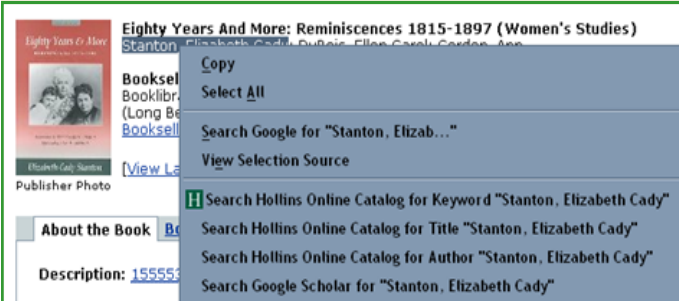 Eighty Years And More: Reminiscences 1815-1897 (Women's Studies)
Stanton, Elizabeth Cady; DuBois, Ellen Carol; Gordon, Ann
Eighty Years & More
Elizabeth Cady Stanton
Publisher Photo
Booksel
Booklibr
(Long Be
Booksell
[View La
About the Book
Bo
Description: 155553
Copy
Select All
Search Google for "Stanton, Elizab..."
View Selection Source
H Search Hollins Online Catalog for Keyword "Stanton, Elizabeth Cady"
Search Hollins Online Catalog for Title "Stanton, Elizabeth Cady"
Search Hollins Online Catalog for Author "Stanton, Elizabeth Cady"
Search Google Scholar for "Stanton, Elizabeth Cady"